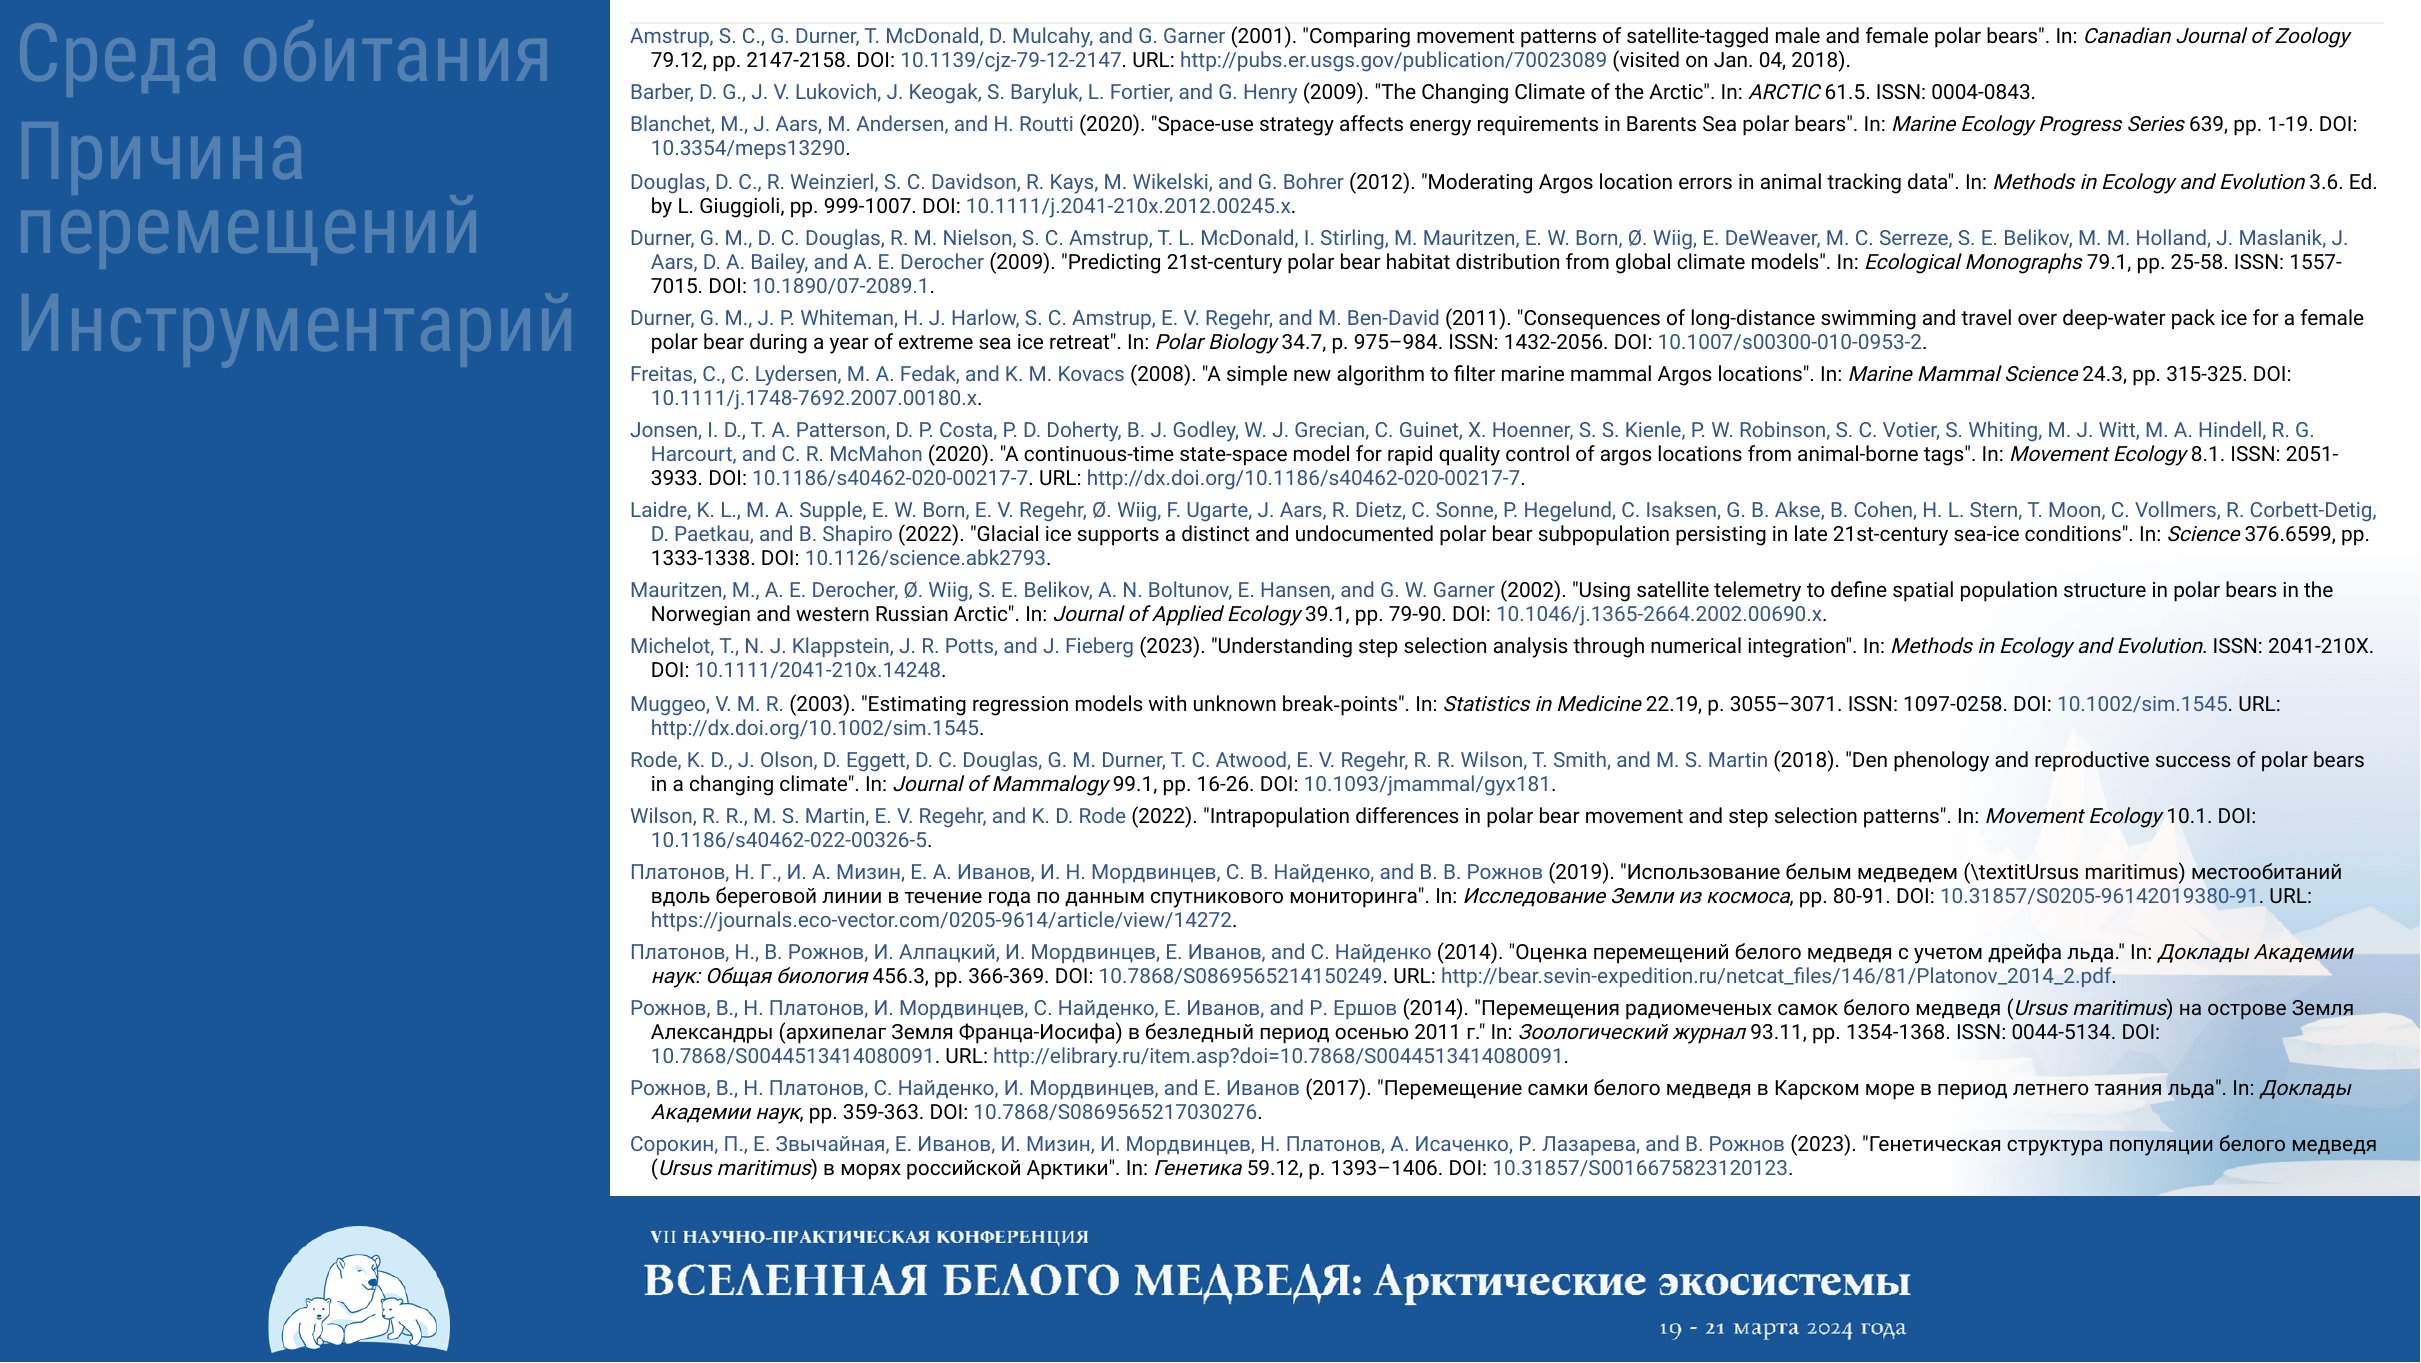 Среда обитания
Причина
перемещений
Инструментарий
Amstrup, S. C., G. Durner, T. McDonald, D. Mulcahy, and G. Garner (2001). "Comparing movement patterns of satellite-tagged male and female polar bears". In: Canadian Journal of Zoology
79.12, pp. 2147-2158. DOI: 10.1139/cjz-79-12-2147. URL: http://pubs.er.usgs.gov/publication/70023089 (visited on Jan. 04, 2018).
Barber, D. G., J. V. Lukovich, J. Keogak, S. Baryluk, L. Fortier, and G. Henry (2009). "The Changing Climate of the Arctic". In: ARCTIC 61.5. ISSN: 0004-0843.
Blanchet, M., J. Aars, M. Andersen, and H. Routti (2020). "Space-use strategy affects energy requirements in Barents Sea polar bears". In: Marine Ecology Progress Series 639, pp. 1-19. DOI:
10.3354/meps13290.
Douglas, D. C., R. Weinzierl, S. C. Davidson, R. Kays, M. Wikelski, and G. Bohrer (2012). "Moderating Argos location errors in animal tracking data". In: Methods in Ecology and Evolution 3.6. Ed.
by L. Giuggioli, pp. 999-1007. DOI: 10.1111/j.2041-210x.2012.00245.x.
Durner, G. M., D. C. Douglas, R. M. Nielson, S. C. Amstrup, T. L. McDonald, I. Stirling, M. Mauritzen, E. W. Born, Ø. Wiig, E. DeWeaver, M. C. Serreze, S. E. Belikov, M. M. Holland, J. Maslanik, J.
Aars, D. A. Bailey, and A. E. Derocher (2009). "Predicting 21st-century polar bear habitat distribution from global climate models". In: Ecological Monographs 79.1, pp. 25-58. ISSN: 1557-
7015. DOI: 10.1890/07-2089.1.
Durner, G. M., J. P. Whiteman, H. J. Harlow, S. C. Amstrup, E. V. Regehr, and M. Ben-David (2011). "Consequences of long-distance swimming and travel over deep-water pack ice for a female
polar bear during a year of extreme sea ice retreat". In: Polar Biology 34.7, p. 975–984. ISSN: 1432-2056. DOI: 10.1007/s00300-010-0953-2.
Freitas, C., C. Lydersen, M. A. Fedak, and K. M. Kovacs (2008). "A simple new algorithm to filter marine mammal Argos locations". In: Marine Mammal Science 24.3, pp. 315-325. DOI:
10.1111/j.1748-7692.2007.00180.x.
Jonsen, I. D., T. A. Patterson, D. P. Costa, P. D. Doherty, B. J. Godley, W. J. Grecian, C. Guinet, X. Hoenner, S. S. Kienle, P. W. Robinson, S. C. Votier, S. Whiting, M. J. Witt, M. A. Hindell, R. G.
Harcourt, and C. R. McMahon (2020). "A continuous-time state-space model for rapid quality control of argos locations from animal-borne tags". In: Movement Ecology 8.1. ISSN: 2051-
3933. DOI: 10.1186/s40462-020-00217-7. URL: http://dx.doi.org/10.1186/s40462-020-00217-7.
Laidre, K. L., M. A. Supple, E. W. Born, E. V. Regehr, Ø. Wiig, F. Ugarte, J. Aars, R. Dietz, C. Sonne, P. Hegelund, C. Isaksen, G. B. Akse, B. Cohen, H. L. Stern, T. Moon, C. Vollmers, R. Corbett-Detig,
D. Paetkau, and B. Shapiro (2022). "Glacial ice supports a distinct and undocumented polar bear subpopulation persisting in late 21st-century sea-ice conditions". In: Science 376.6599, pp.
1333-1338. DOI: 10.1126/science.abk2793.
Mauritzen, M., A. E. Derocher, Ø. Wiig, S. E. Belikov, A. N. Boltunov, E. Hansen, and G. W. Garner (2002). "Using satellite telemetry to define spatial population structure in polar bears in the
Norwegian and western Russian Arctic". In: Journal of Applied Ecology 39.1, pp. 79-90. DOI: 10.1046/j.1365-2664.2002.00690.x.
Michelot, T., N. J. Klappstein, J. R. Potts, and J. Fieberg (2023). "Understanding step selection analysis through numerical integration". In: Methods in Ecology and Evolution. ISSN: 2041-210X.
DOI: 10.1111/2041-210x.14248.
Muggeo, V. M. R. (2003). "Estimating regression models with unknown break-points". In: Statistics in Medicine 22.19, p. 3055–3071. ISSN: 1097-0258. DOI: 10.1002/sim.1545. URL:
http://dx.doi.org/10.1002/sim.1545.
Rode, K. D., J. Olson, D. Eggett, D. C. Douglas, G. M. Durner, T. C. Atwood, E. V. Regehr, R. R. Wilson, T. Smith, and M. S. Martin (2018). "Den phenology and reproductive success of polar bears
in a changing climate". In: Journal of Mammalogy 99.1, pp. 16-26. DOI: 10.1093/jmammal/gyx181.
Wilson, R. R., M. S. Martin, E. V. Regehr, and K. D. Rode (2022). "Intrapopulation differences in polar bear movement and step selection patterns". In: Movement Ecology 10.1. DOI:
10.1186/s40462-022-00326-5.
Платонов, Н. Г., И. А. Мизин, Е. А. Иванов, И. Н. Мордвинцев, С. В. Найденко, and В. В. Рожнов (2019). "Использование белым медведем (\textitUrsus maritimus) местообитаний
вдоль береговой линии в течение года по данным спутникового мониторинга". In: Исследование Земли из космоса, pp. 80-91. DOI: 10.31857/S0205-96142019380-91. URL:
https://journals.eco-vector.com/0205-9614/article/view/14272.
Платонов, Н., В. Рожнов, И. Алпацкий, И. Мордвинцев, Е. Иванов, and С. Найденко (2014). "Оценка перемещений белого медведя с учетом дрейфа льда." In: Доклады Академии
наук: Общая биология 456.3, pp. 366-369. DOI: 10.7868/S0869565214150249. URL: http://bear.sevin-expedition.ru/netcat_files/146/81/Platonov_2014_2.pdf.
Рожнов, В., Н. Платонов, И. Мордвинцев, С. Найденко, Е. Иванов, and Р. Ершов (2014). "Перемещения радиомеченых самок белого медведя (Ursus maritimus) на острове Земля
Александры (архипелаг Земля Франца-Иосифа) в безледный период осенью 2011 г." In: Зоологический журнал 93.11, pp. 1354-1368. ISSN: 0044-5134. DOI:
10.7868/S0044513414080091. URL: http://elibrary.ru/item.asp?doi=10.7868/S0044513414080091.
Рожнов, В., Н. Платонов, С. Найденко, И. Мордвинцев, and Е. Иванов (2017). "Перемещение самки белого медведя в Карском море в период летнего таяния льда". In: Доклады
Академии наук, pp. 359-363. DOI: 10.7868/S0869565217030276.
Сорокин, П., Е. Звычайная, Е. Иванов, И. Мизин, И. Мордвинцев, Н. Платонов, А. Исаченко, Р. Лазарева, and В. Рожнов (2023). "Генетическая структура популяции белого медведя
(Ursus maritimus) в морях российской Арктики". In: Генетика 59.12, p. 1393–1406. DOI: 10.31857/S0016675823120123.
VII НАУЧНО-ПРАКТИЧЕСКАЯ КОНФЕРЕНЦИЯ
ВСЕЛЕННАЯ БЕЛОГО МЕДВЕДЯ: Арктические экосистемы
19 - 21 марта 2024 года